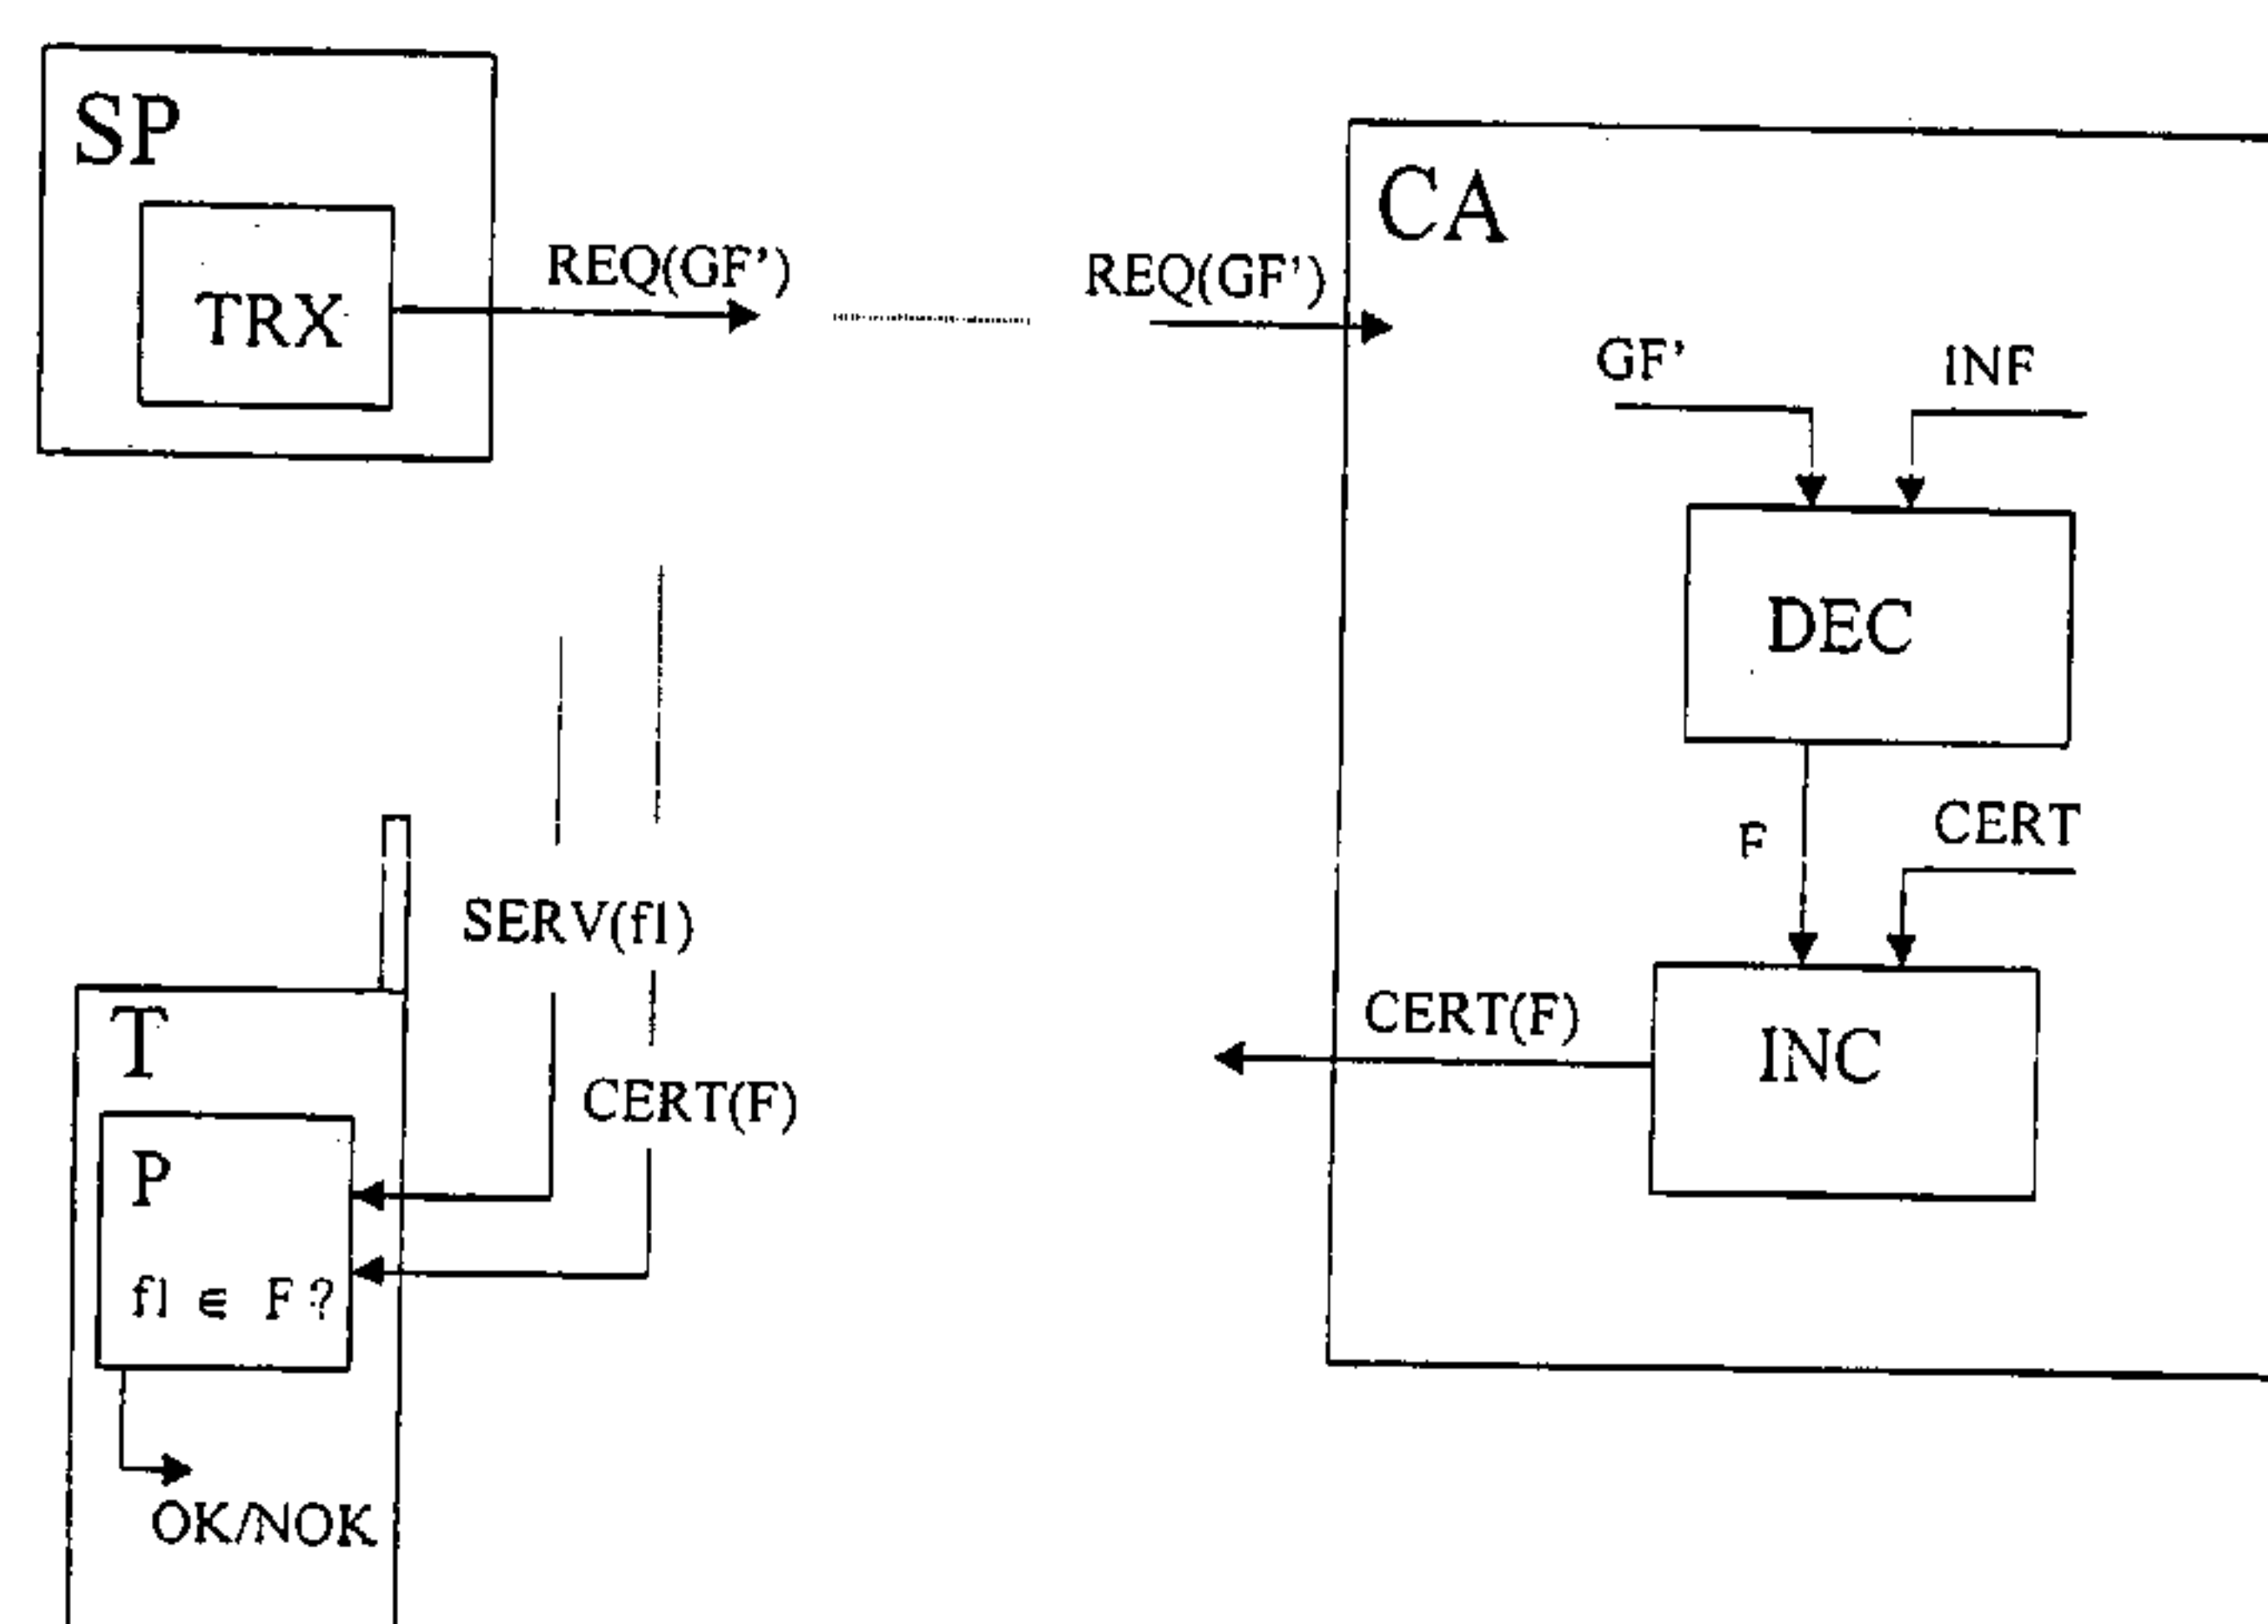 SP
TRX
REQ(GF')
REQ(GF')
CA
GF'
INF
DEC
F
CERT
INC
CERT(F)
SERV(f1)
CERT(F)
T
P
f1 ∈ F ?
OK/NOK